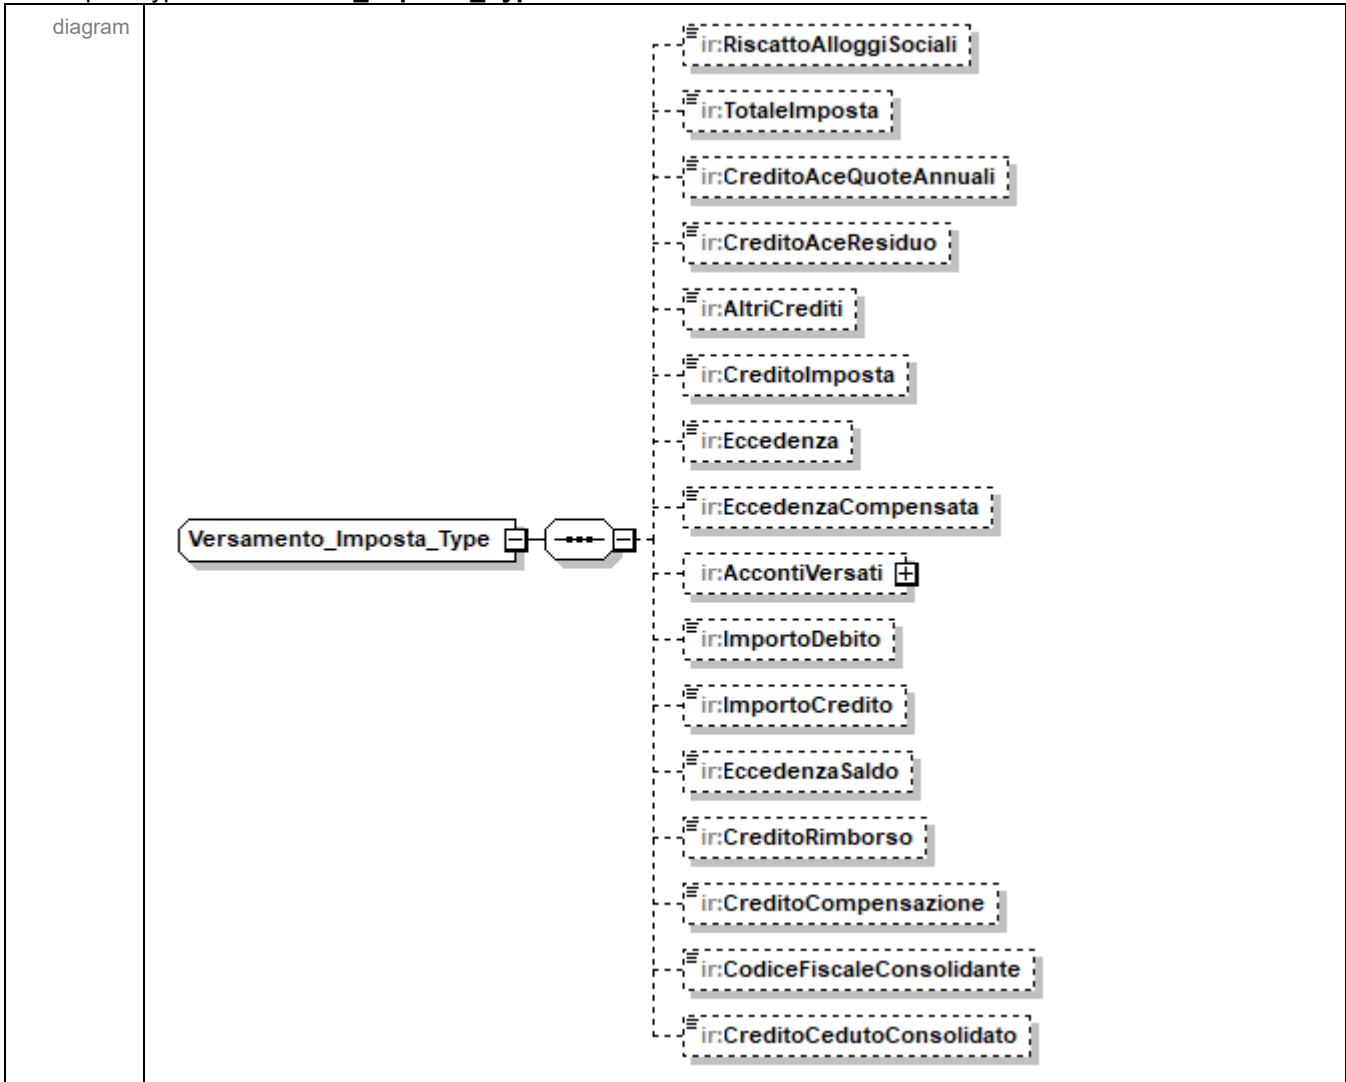 diagram
ir:RiscattoAlloggiSociali
ir:TotaleImposta
ir:CreditoAceQuoteAnnuali
ir:CreditoAceResiduo
ir:AltriCrediti
ir:CreditoImposta
ir:Eccedenza
ir:EccedenzaCompensata
Versamento_Imposta_Type
ir:AccontiVersati
ir:ImportoDebito
ir:ImportoCredito
ir:EccedenzaSaldo
ir:CreditoRimborso
ir:CreditoCompensazione
ir:CodiceFiscaleConsolidante
ir:CreditoCedutoConsolidato